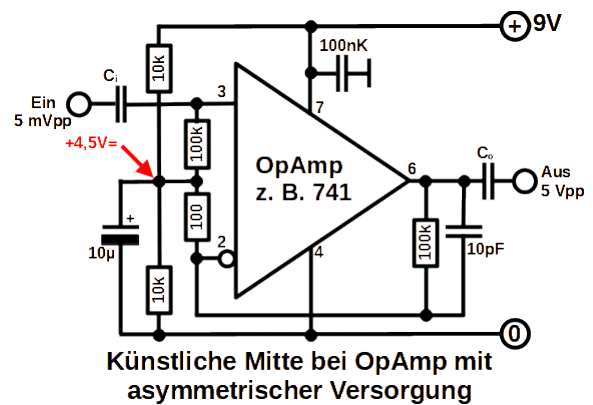 9V
+
100nK
10k
Cᵢ
3
7
Ein
5 mVpp
+4,5V=
100k
OpAmp
z. B. 741
6
Cₒ
Aus
5 Vpp
100
+
2
4
10µ
10k
100k
10pF
0
Künstliche Mitte bei OpAmp mit
asymmetrischer Versorgung